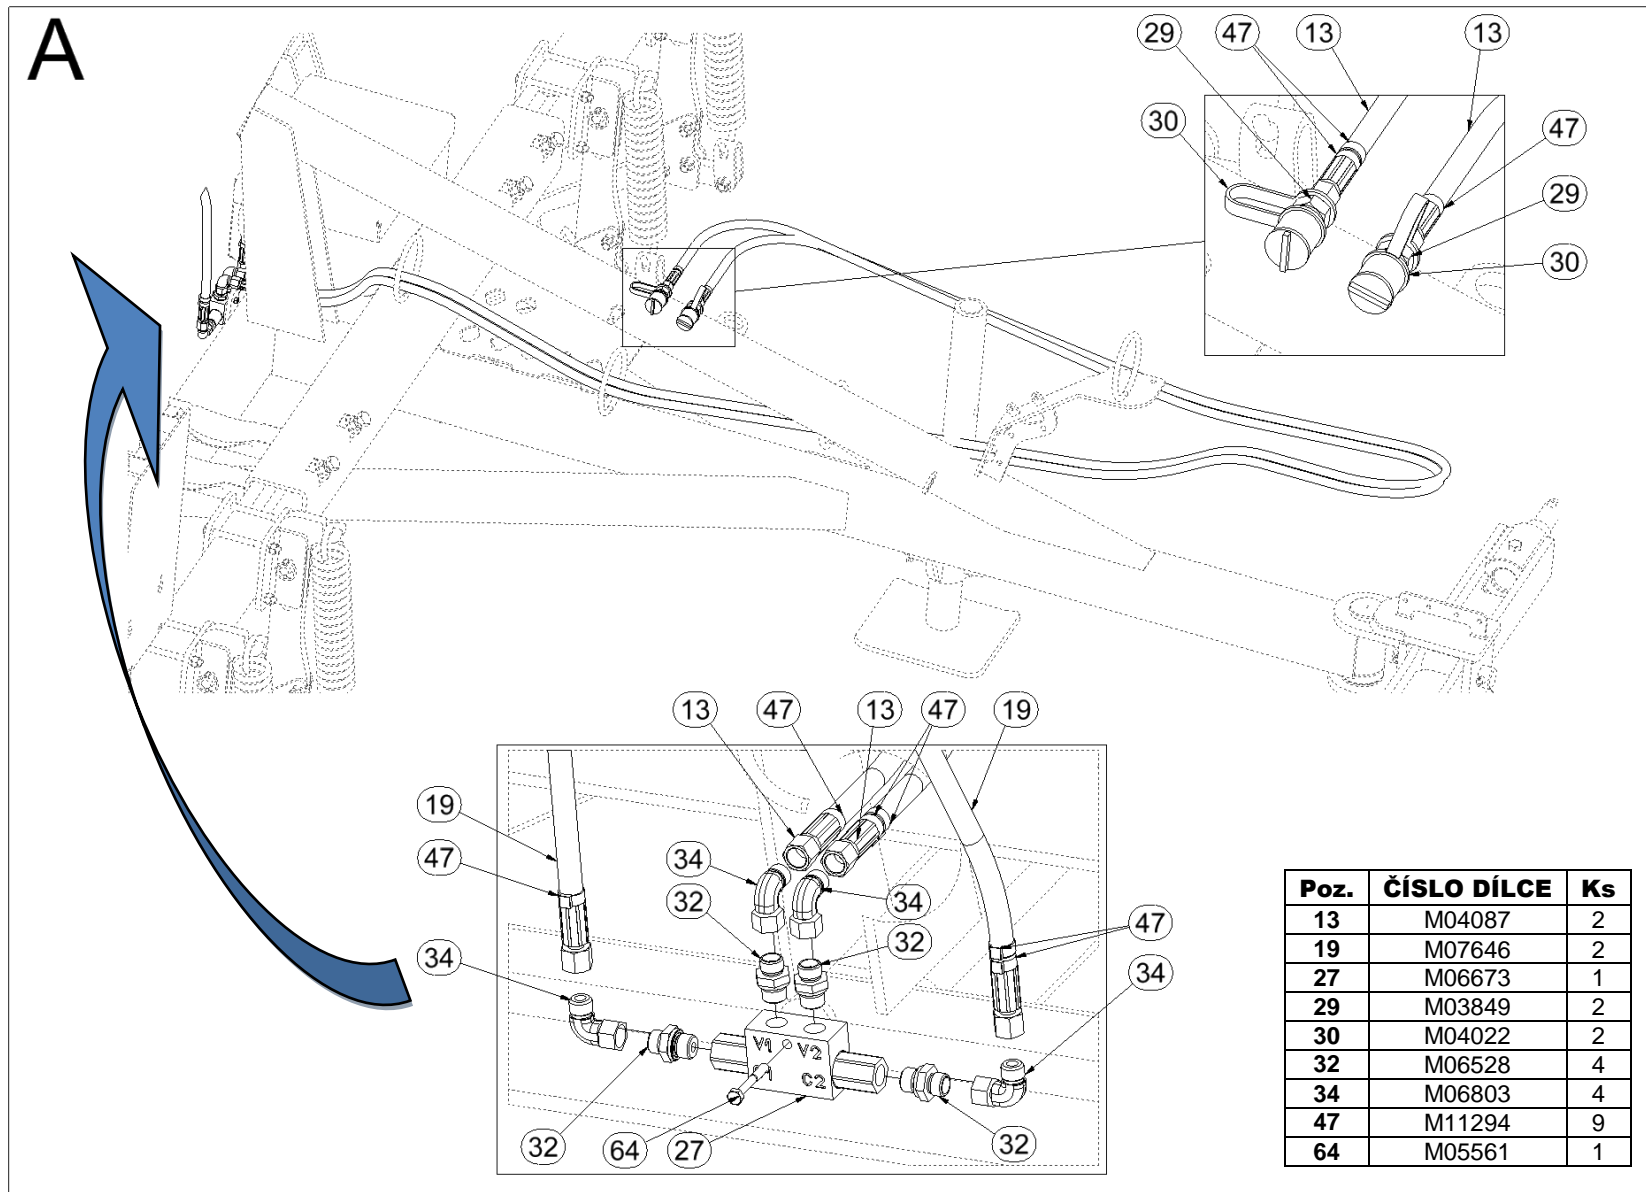 A
29 47 13 13
30
47
29
30
13 47 13 47 19
19
47
34
34
32
32
34
47
34
V1 V2
1 C2
32 64 27 32
Poz. ČÍSLO DÍLCE Ks
13 M04087 2
19 M07646 2
27 M06673 1
29 M03849 2
30 M04022 2
32 M06528 4
34 M06803 4
47 M11294 9
64 M05561 1